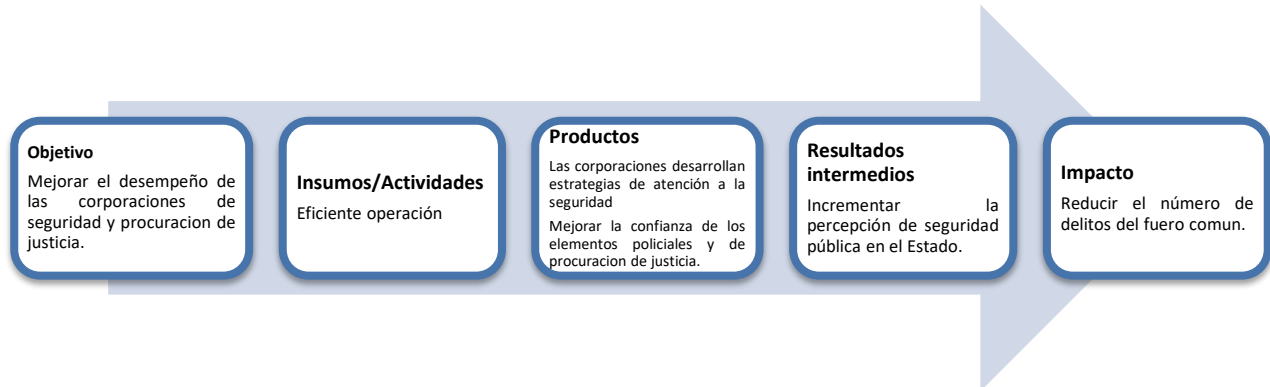 Objetivo
Mejorar el desempeño de
las corporaciones de
seguridad y procuracion de
justicia.
Insumos/Actividades
Eficiente operación
Productos
Las corporaciones desarrollan
estrategias de atención a la
seguridad
Mejorar la confianza de los
elementos policiales y de
procuracion de justicia.
Resultados
intermedios
Incrementar la
percepción de seguridad
pública en el Estado.
Impacto
Reducir el número de
delitos del fuero comun.